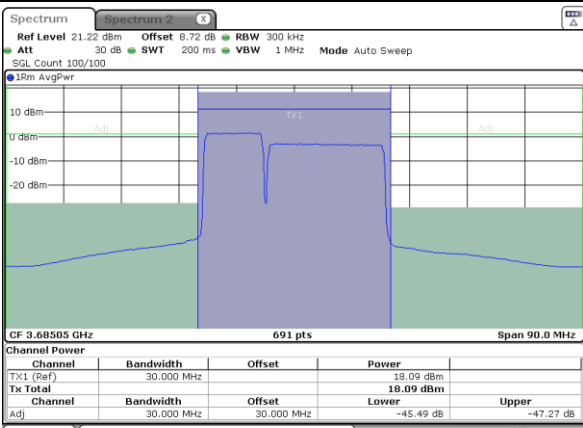 Spectrum Spectrum 2 X
Ref Level 21.22 dBm Offset 8.72 dB RBW 300 kHz
Att 30 dB SWT 200 ms VBW 1 MHz Mode Auto Sweep
SGL Count 100/100
1Rm AvgPwr
10 dBm
TX1
Adj Adj
0 dBm
-10 dBm
-20 dBm
CF 3.68505 GHz 691 pts Span 90.0 MHz
Channel Power
Channel Bandwidth Offset Power
TX1 (Ref) 30.000 MHz 18.09 dBm
Tx Total 18.09 dBm
Channel Bandwidth Offset Lower Upper
Adj 30.000 MHz 30.000 MHz -45.49 dB -47.27 dB